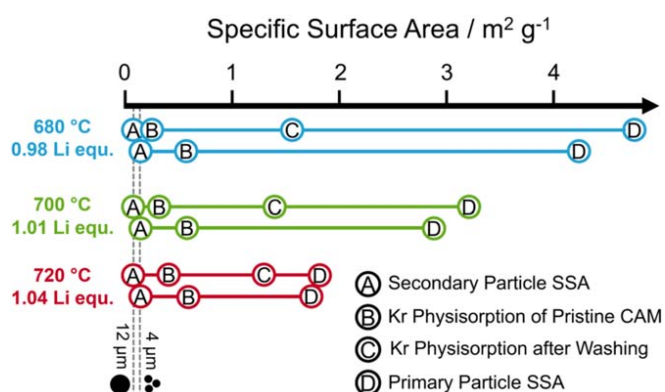 Specific Surface Area / m² g⁻¹
0 1 2 3 4
680 °C
0.98 Li equ.
A B C D
A B D
700 °C
1.01 Li equ.
A B C D
A B D
720 °C
1.04 Li equ.
A B C D
A B D
12 µm
4 µm
A Secondary Particle SSA
B Kr Physisorption of Pristine CAM
C Kr Physisorption after Washing
D Primary Particle SSA